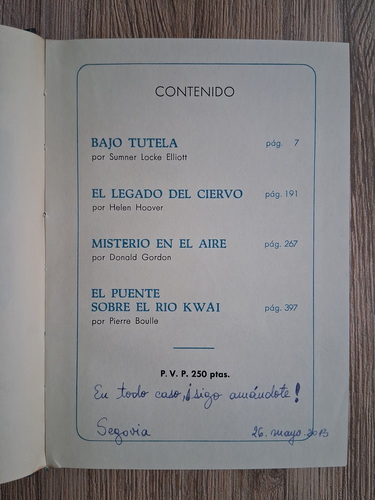 CONTENIDO
BAJO TUTELA pág. 7
por Sumner Locke Elliott
EL LEGADO DEL CIERVO pág. 191
por Helen Hoover
MISTERIO EN EL AIRE pág. 267
por Donald Gordon
EL PUENTE
SOBRE EL RIO KWAI pág. 397
por Pierre Boulle
P. V. P. 250 ptas.
En todo caso, ¡sigo amándote!
Segovia 26. mayo. 2013